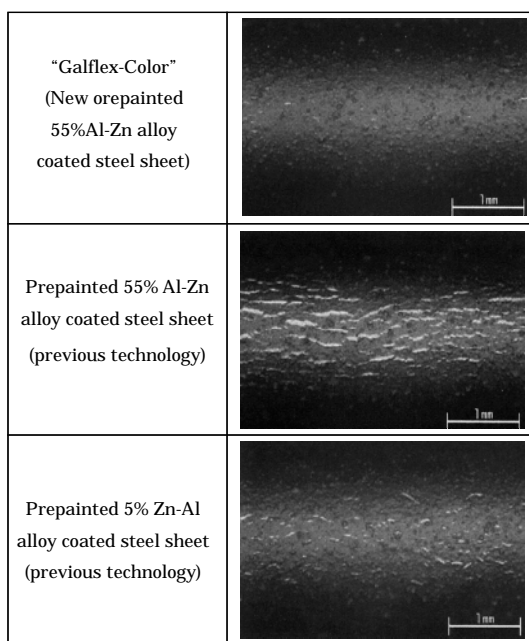 “Galflex-Color”
(New orepainted
55%Al-Zn alloy
coated steel sheet)
1mm
Prepainted 55% Al-Zn
alloy coated steel sheet
(previous technology)
1mm
Prepainted 5% Zn-Al
alloy coated steel sheet
(previous technology)
1mm